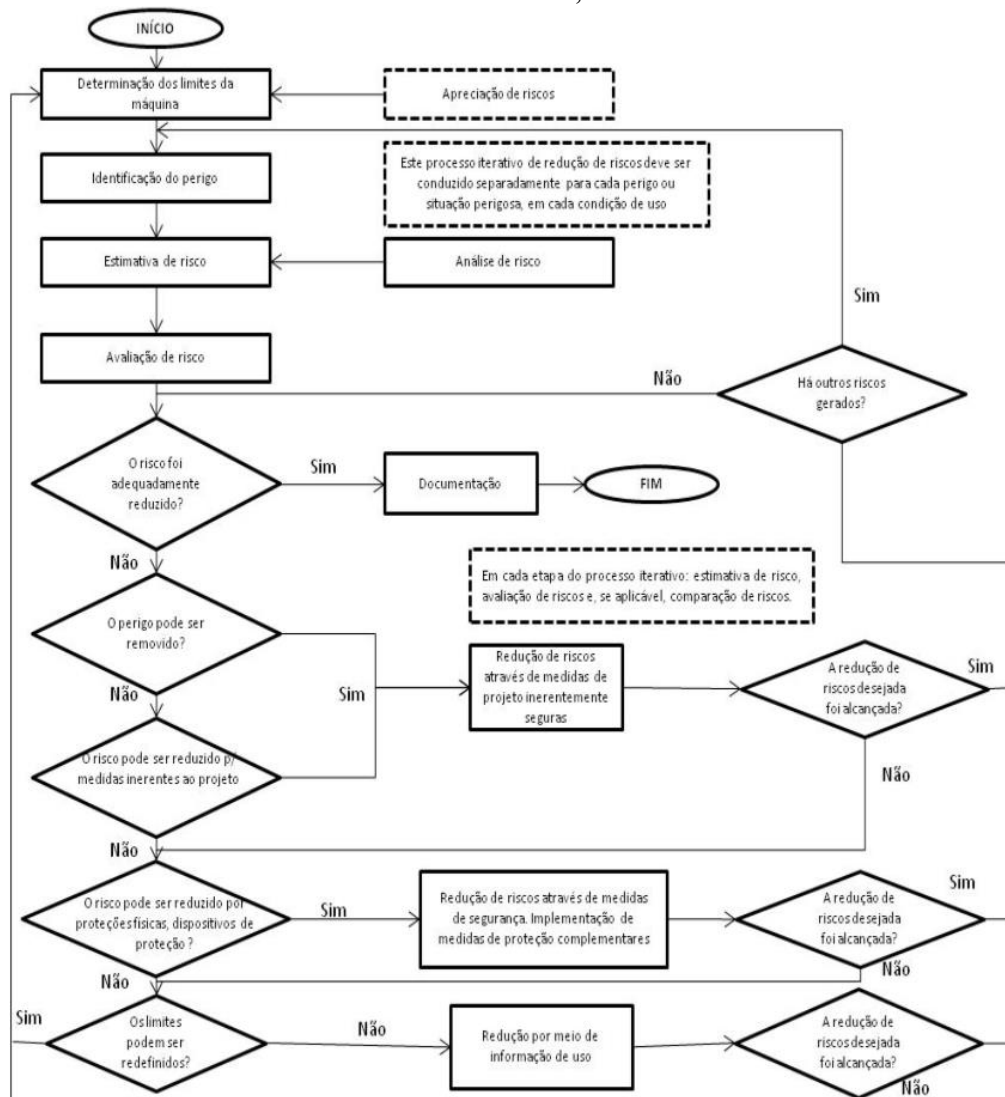 INÍCIO
Determinação dos limites da
máquina
Apreciação de riscos
Identificação do perigo
Este processo iterativo de redução de riscos deve ser
conduzido separadamente para cada perigo ou
situação perigosa, em cada condição de uso
Estimativa de risco
Análise de risco
Sim
Avaliação de risco
Não
Há outros riscos
gerados?
O risco foi
adequadamente
reduzido?
Sim
Documentação
FIM
Não
Em cada etapa do processo iterativo: estimativa de risco,
avaliação de riscos e, se aplicável, comparação de riscos.
O perigo pode ser
removido?
Não
Sim
Redução de riscos
através de medidas de
projeto inerentemente
seguras
A redução de
riscos desejada
foi alcançada?
Sim
Não
O risco pode ser reduzido p/
medidas inerentes ao projeto
Não
O risco pode ser reduzido por
proteções físicas, dispositivos de
proteção ?
Sim
Redução de riscos através de medidas
de segurança. Implementação de
medidas de proteção complementares
A redução de
riscos desejada
foi alcançada?
Sim
Não
Não
Sim
Os limites
podem ser
redefinidos?
Não
Redução por meio de
informação de uso
A redução de
riscos desejada
foi alcançada?
Não